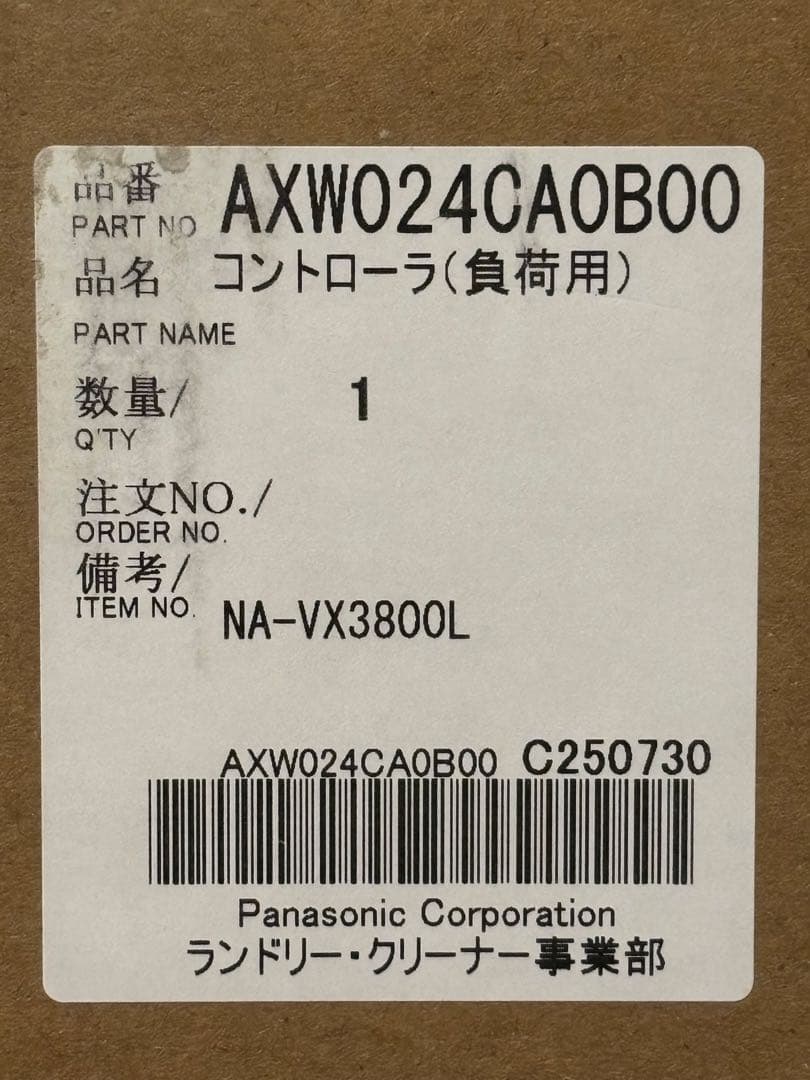 品番 AXW024CA0B00
PART NO
品名 コントローラ(負荷用)
PART NAME
数量/ 1
Q'TY
注文NO./
ORDER NO.
備考/
ITEM NO. NA-VX3800L
AXW024CA0B00 C250730
Panasonic Corporation
ランドリー・クリーナー事業部